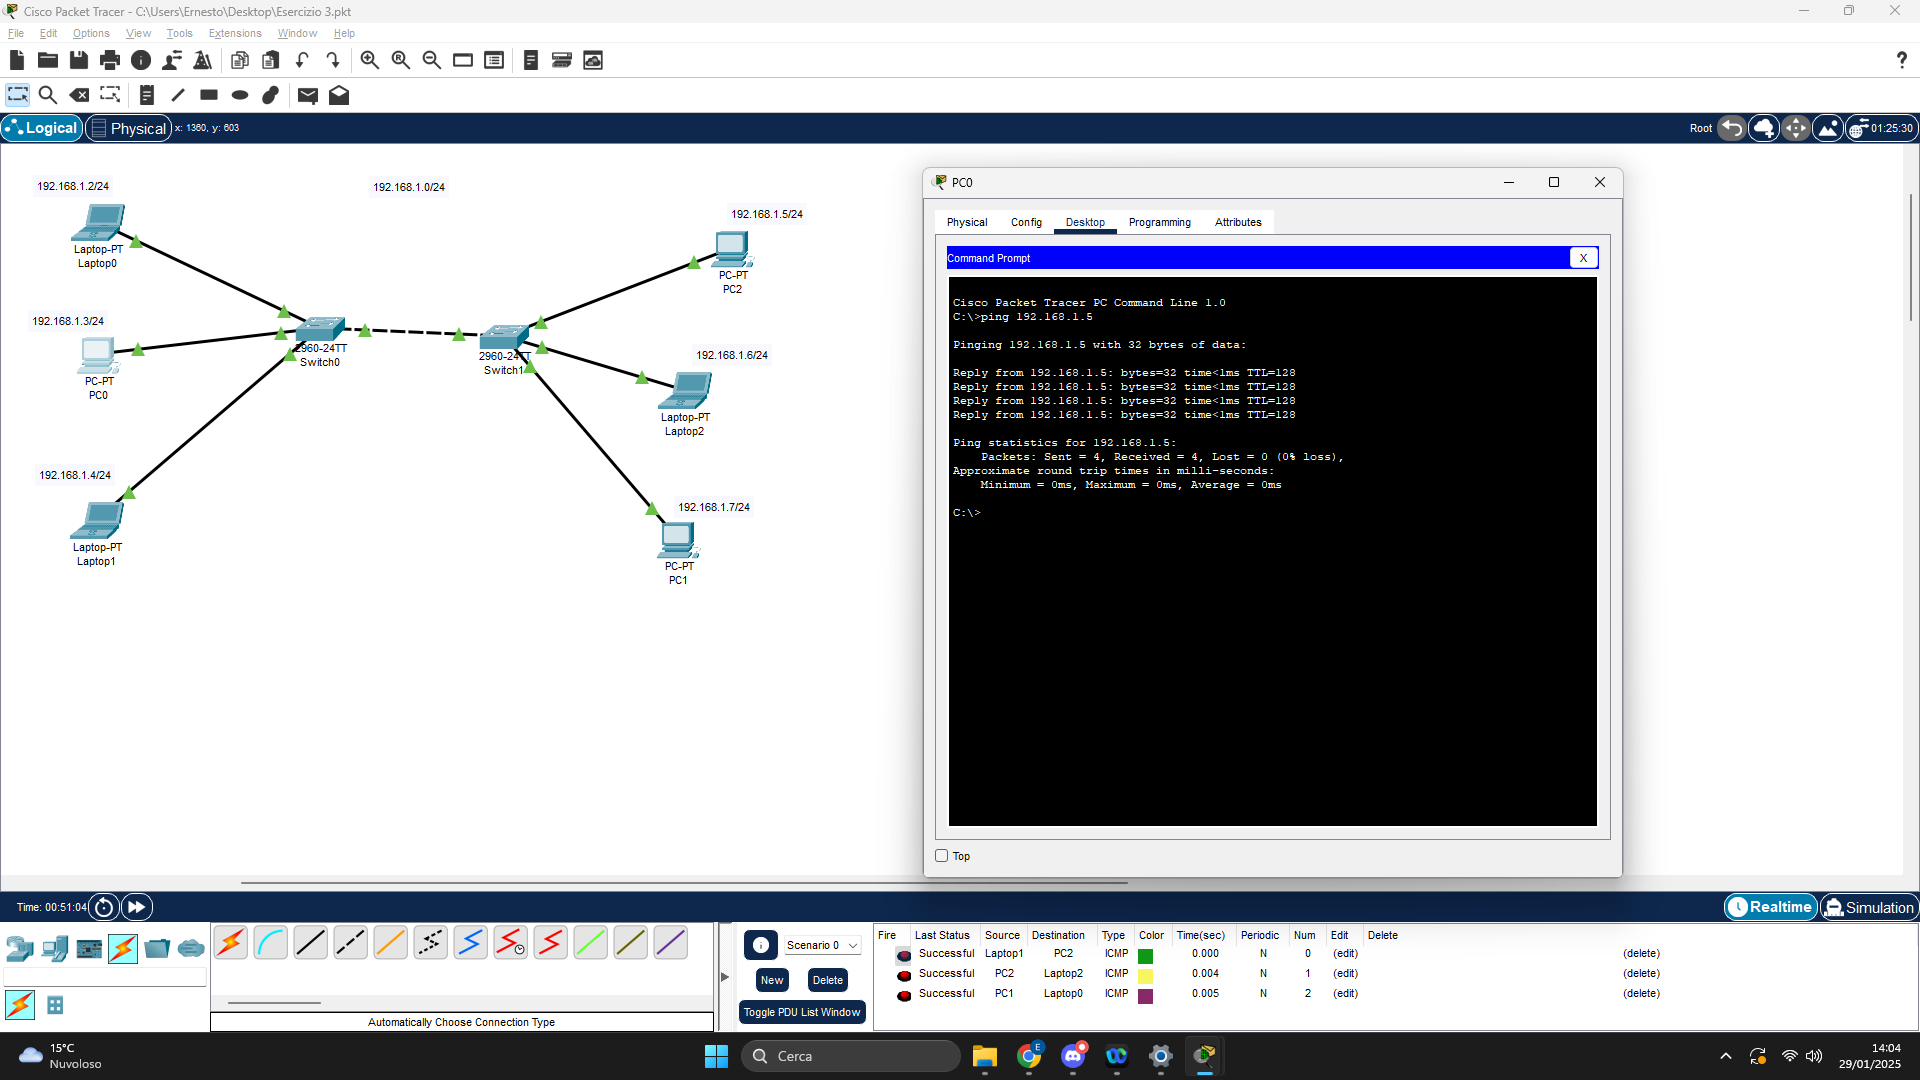 Cisco Packet Tracer - C:\Users\Ernesto\Desktop\Esercizio 3.pkt
File Edit Options View Tools Extensions Window Help
?
Logical Physical x: 1360, y: 603 Root 01:25:30
192.168.1.2/24
192.168.1.0/24
Laptop-PT
Laptop0
192.168.1.5/24
PC-PT
PC2
192.168.1.3/24
PC-PT
PC0
2960-24TT
Switch0
2960-24TT
Switch1
192.168.1.6/24
Laptop-PT
Laptop2
192.168.1.4/24
Laptop-PT
Laptop1
192.168.1.7/24
PC-PT
PC1
PC0
Physical Config Desktop Programming Attributes
Command Prompt X
Cisco Packet Tracer PC Command Line 1.0
C:\>ping 192.168.1.5
Pinging 192.168.1.5 with 32 bytes of data:
Reply from 192.168.1.5: bytes=32 time<1ms TTL=128
Reply from 192.168.1.5: bytes=32 time<1ms TTL=128
Reply from 192.168.1.5: bytes=32 time<1ms TTL=128
Reply from 192.168.1.5: bytes=32 time<1ms TTL=128
Ping statistics for 192.168.1.5:
Packets: Sent = 4, Received = 4, Lost = 0 (0% loss),
Approximate round trip times in milli-seconds:
Minimum = 0ms, Maximum = 0ms, Average = 0ms
C:\>
Top
Time: 00:51:04 Realtime Simulation
Automatically Choose Connection Type
Scenario 0
New Delete
Toggle PDU List Window
Fire Last Status Source Destination Type Color Time(sec) Periodic Num Edit Delete
Successful Laptop1 PC2 ICMP 0.000 N 0 (edit) (delete)
Successful PC2 Laptop2 ICMP 0.004 N 1 (edit) (delete)
Successful PC1 Laptop0 ICMP 0.005 N 2 (edit) (delete)
15°C
Nuvoloso
Cerca
E
14:04
29/01/2025